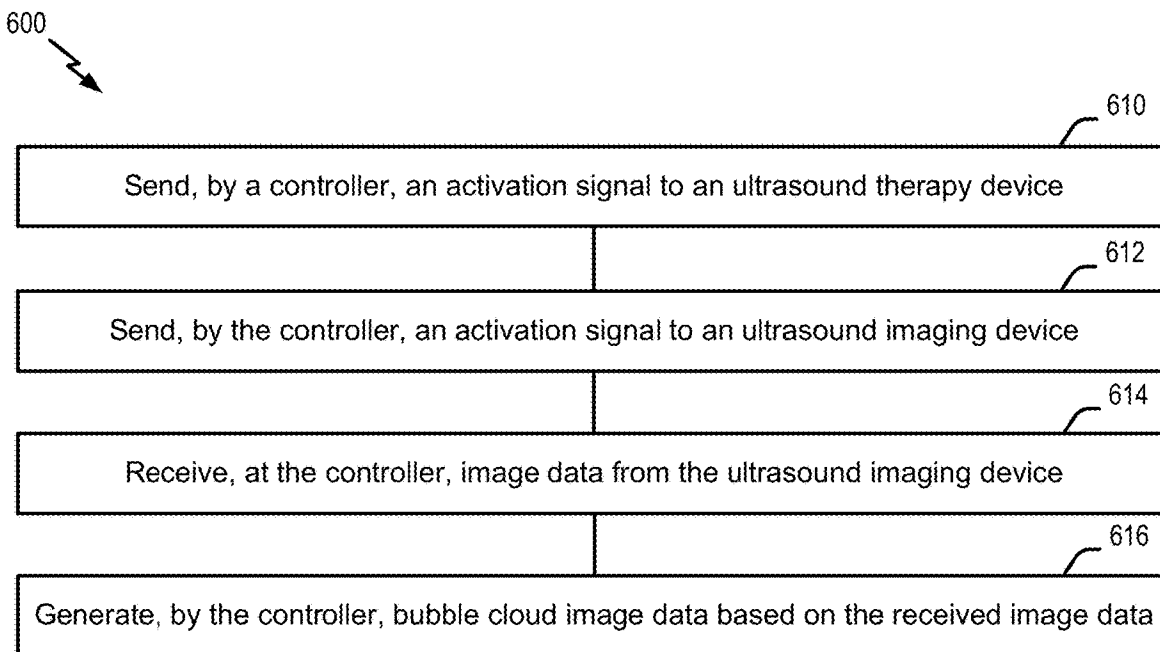 600
610
Send, by a controller, an activation signal to an ultrasound therapy device
612
Send, by the controller, an activation signal to an ultrasound imaging device
614
Receive, at the controller, image data from the ultrasound imaging device
616
Generate, by the controller, bubble cloud image data based on the received image data